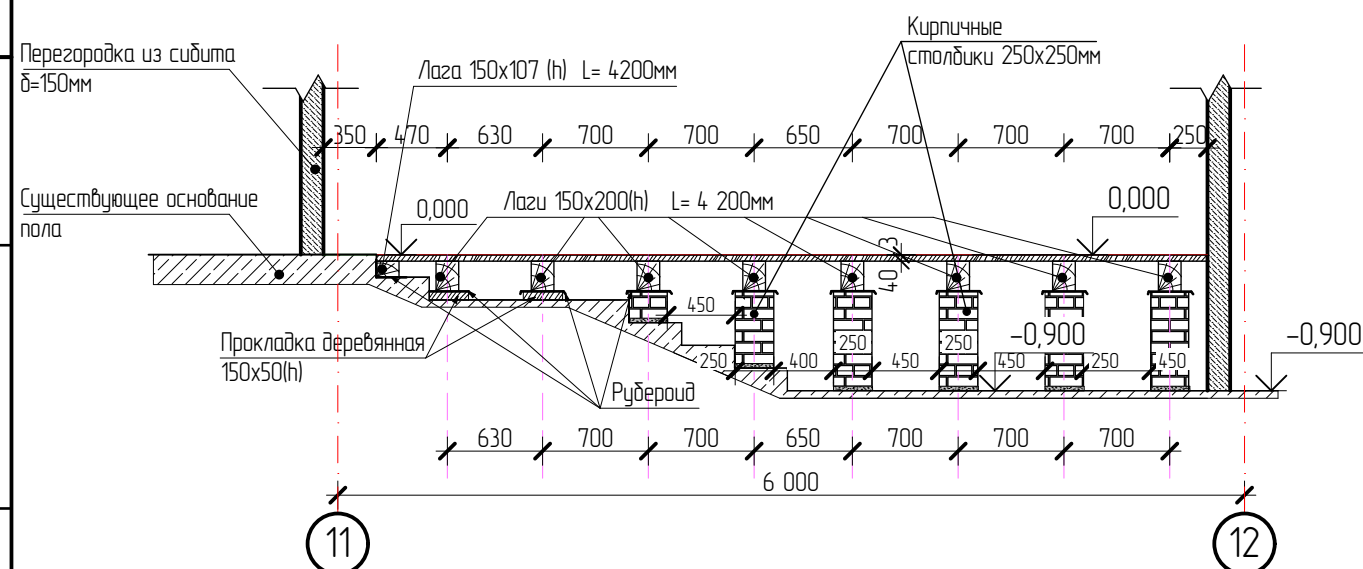 Кирпичные
столбики 250х250мм
Перегородка из сибита
δ=150мм
Лага 150х107 (h) L= 4200мм
350 470 630 700 700 650 700 700 700 250
Существующее основание
пола
0,000
Лаги 150х200(h) L= 4 200мм
0,000
40 3
450
Прокладка деревянная
150х50(h)
Рубероид
250 400 250 450 250 450 250 450
-0,900
-0,900
630 700 700 650 700 700 700
6 000
11
12